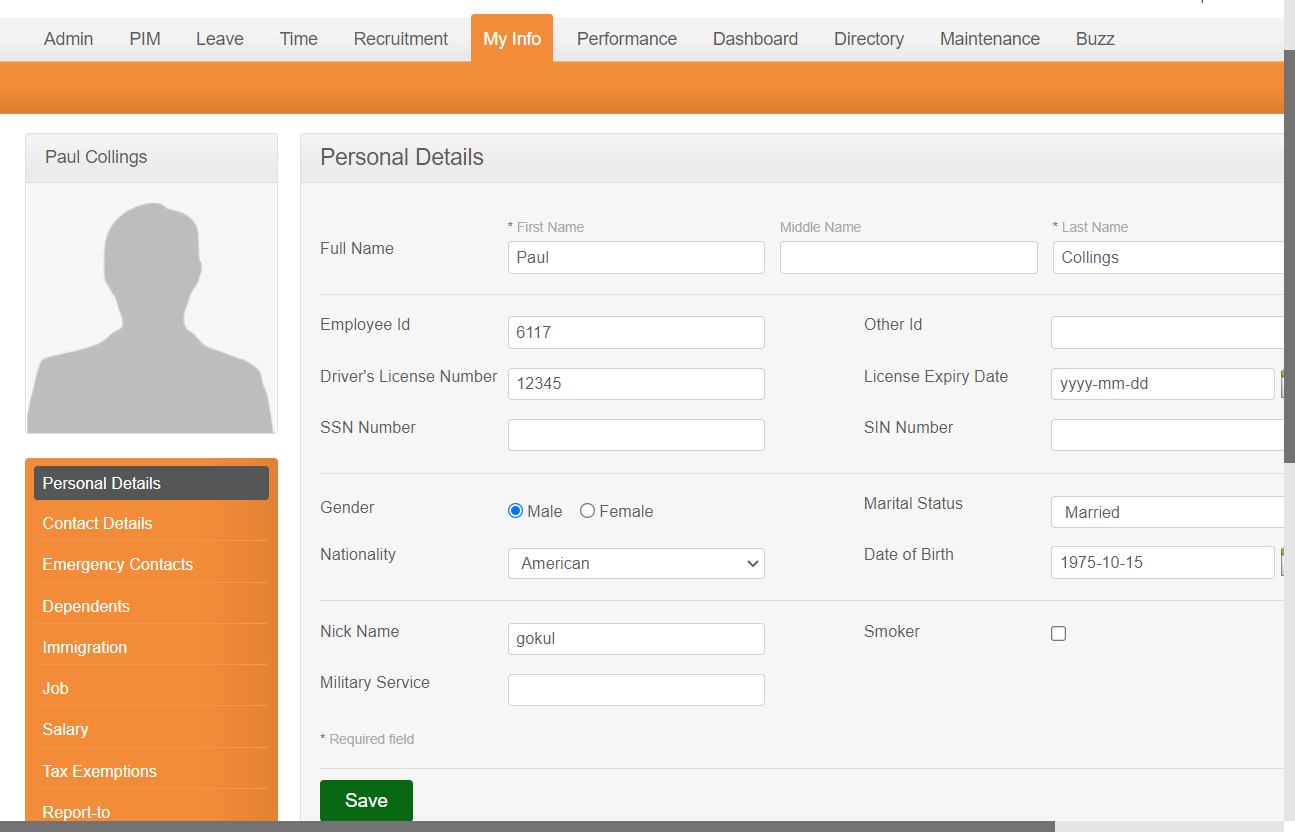 Admin PIM Leave Time Recruitment My Info Performance Dashboard Directory Maintenance Buzz
Paul Collings
Personal Details
* First Name Middle Name * Last Name
Full Name Paul Collings
Employee Id 6117 Other Id
Driver's License Number 12345 License Expiry Date yyyy-mm-dd
SSN Number SIN Number
Gender Male Female Marital Status Married
Nationality American Date of Birth 1975-10-15
Nick Name gokul Smoker
Military Service
* Required field
Save
Personal Details
Contact Details
Emergency Contacts
Dependents
Immigration
Job
Salary
Tax Exemptions
Report-to